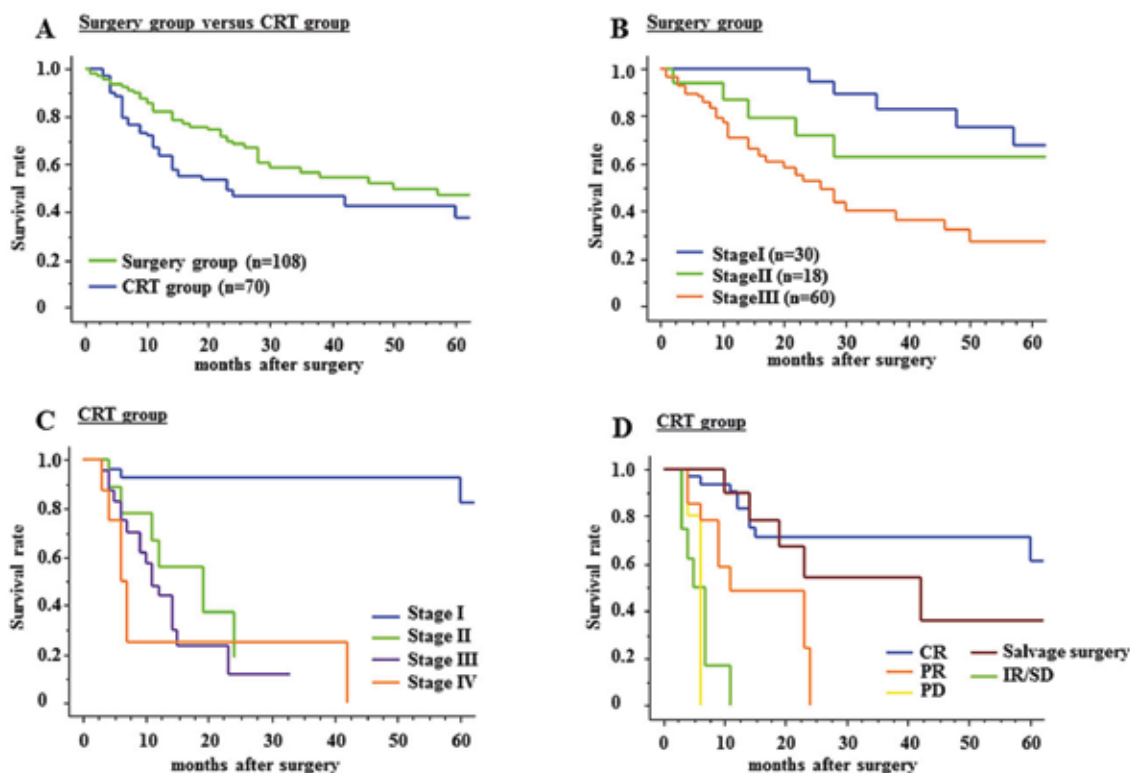 A Surgery group versus CRT group
Survival rate
1.0
0.8
0.6
0.4
0.2
0
Surgery group (n=108)
CRT group (n=70)
0 10 20 30 40 50 60
months after surgery
B Surgery group
Survival rate
1.0
0.8
0.6
0.4
0.2
0
StageI (n=30)
StageII (n=18)
StageIII (n=60)
0 10 20 30 40 50 60
months after surgery
C CRT group
Survival rate
1.0
0.8
0.6
0.4
0.2
0
Stage I
Stage II
Stage III
Stage IV
0 10 20 30 40 50 60
months after surgery
D CRT group
Survival rate
1.0
0.8
0.6
0.4
0.2
0
CR
PR
PD
Salvage surgery
IR/SD
0 10 20 30 40 50 60
months after surgery